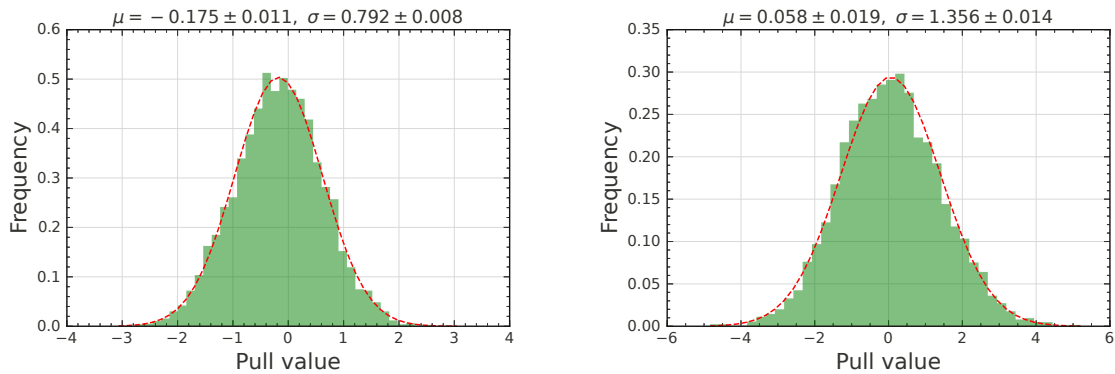 μ = − 0.175 ± 0.011, σ = 0.792 ± 0.008
0.6
0.5
0.4
0.3
0.2
0.1
0.0
Frequency
−4 −3 −2 −1 0 1 2 3 4
Pull value
μ = 0.058 ± 0.019, σ = 1.356 ± 0.014
0.35
0.30
0.25
0.20
0.15
0.10
0.05
0.00
Frequency
−6 −4 −2 0 2 4 6
Pull value